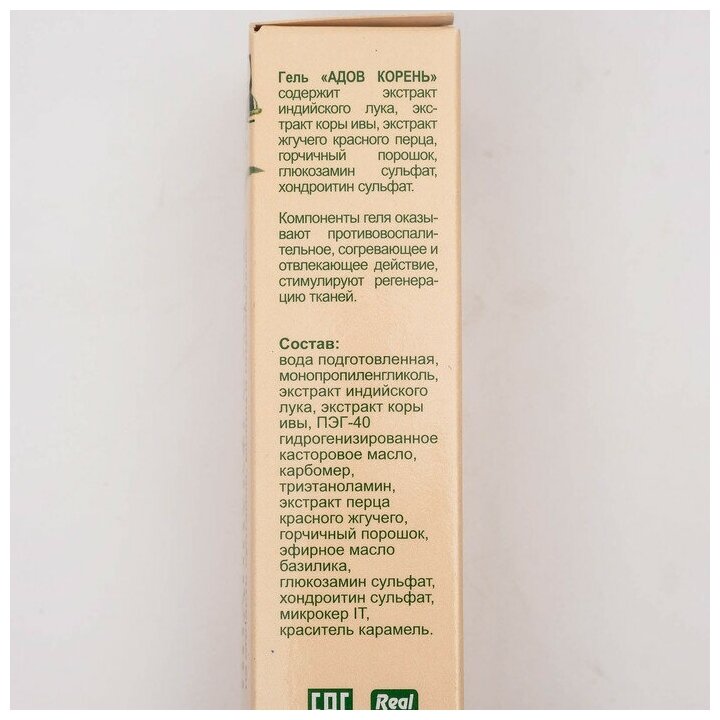 Гель «АДОВ КОРЕНЬ»
содержит экстракт
индийского лука, экс-
тракт коры ивы, экстракт
жгучего красного перца,
горчичный порошок,
глюкозамин сульфат,
хондроитин сульфат.
Компоненты геля оказы-
вают противовоспали-
тельное, согревающее и
отвлекающее действие,
стимулируют регенера-
цию тканей.
Состав:
вода подготовленная,
монопропиленгликоль,
экстракт индийского
лука, экстракт коры
ивы, ПЭГ-40
гидрогенизированное
касторовое масло,
карбомер,
триэтаноламин,
экстракт перца
красного жгучего,
горчичный порошок,
эфирное масло
базилика,
глюкозамин сульфат,
хондроитин сульфат,
микрокер IT,
краситель карамель.
Real